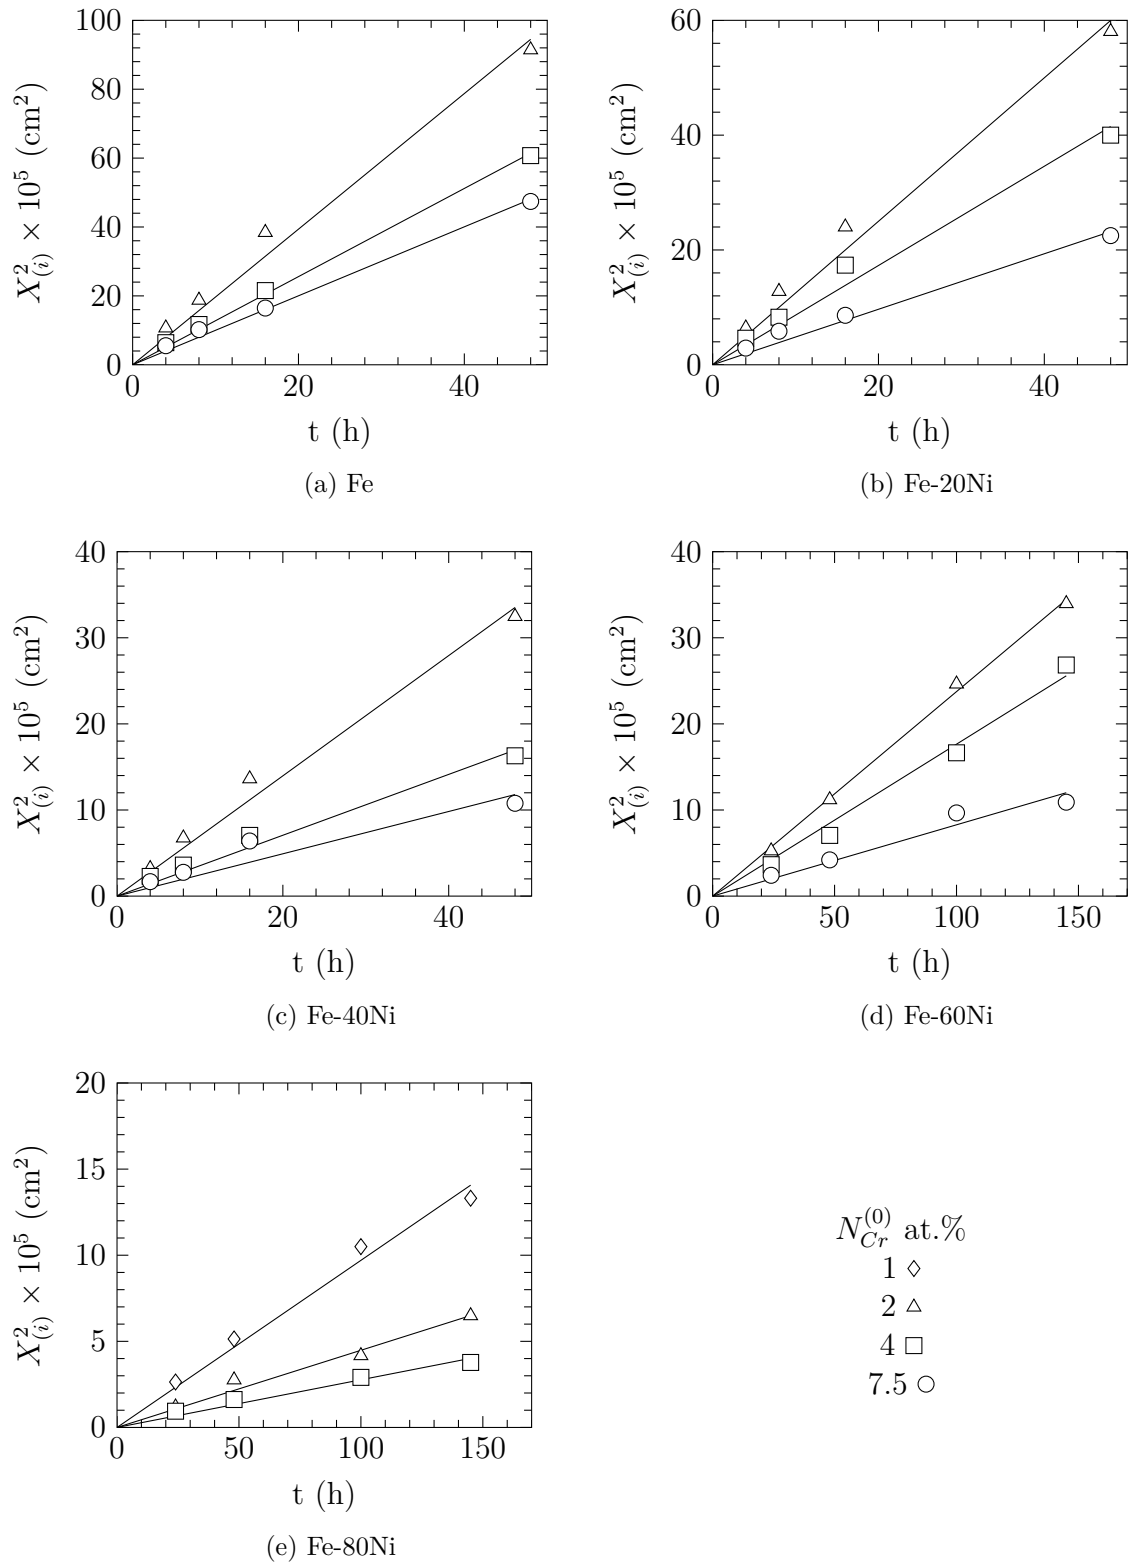 100
80
60
40
20
0
0 20 40
X²₍ᵢ₎ × 10⁵ (cm²)
t (h)
(a) Fe
60
40
20
0
0 20 40
X²₍ᵢ₎ × 10⁵ (cm²)
t (h)
(b) Fe-20Ni
40
30
20
10
0
0 20 40
X²₍ᵢ₎ × 10⁵ (cm²)
t (h)
(c) Fe-40Ni
40
30
20
10
0
0 50 100 150
X²₍ᵢ₎ × 10⁵ (cm²)
t (h)
(d) Fe-60Ni
20
15
10
5
0
0 50 100 150
X²₍ᵢ₎ × 10⁵ (cm²)
t (h)
(e) Fe-80Ni
N_{Cr}^{(0)} at.%
1
2
4
7.5